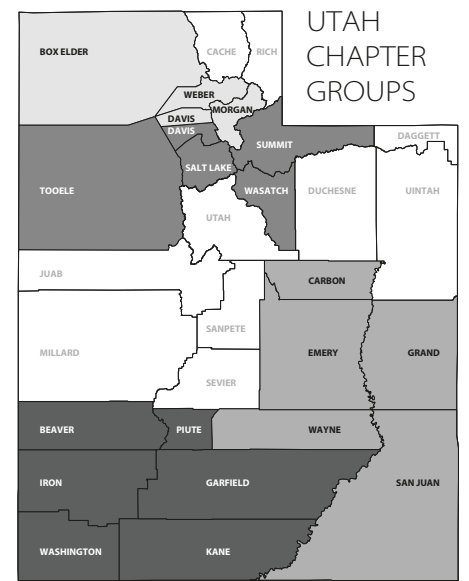 UTAH
CHAPTER
GROUPS
BOX ELDER
CACHE
RICH
WEBER
MORGAN
DAVIS
DAVIS
SUMMIT
DAGGETT
TOOELE
SALT LAKE
WASATCH
DUCHESNE
UINTAH
UTAH
JUAB
CARBON
SANPETE
MILLARD
EMERY
GRAND
SEVIER
BEAVER
PIUTE
WAYNE
IRON
GARFIELD
SAN JUAN
WASHINGTON
KANE